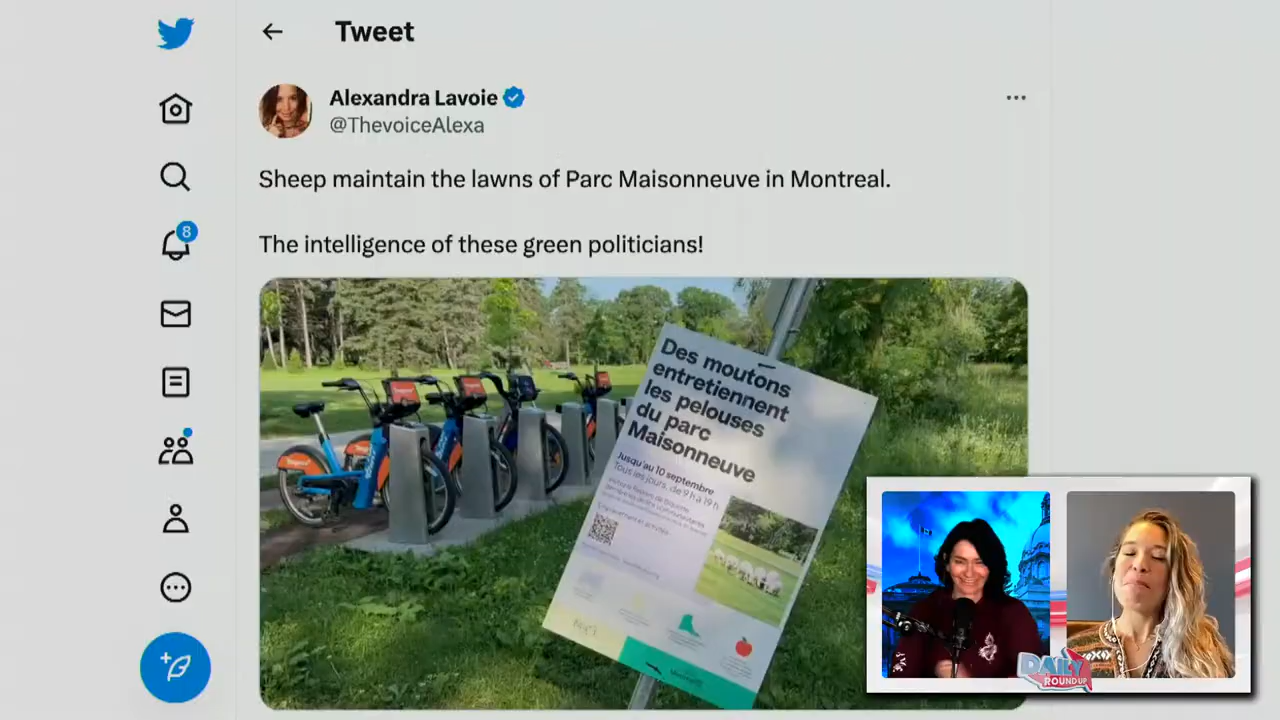 Tweet
Alexandra Lavoie
@ThevoiceAlexa
Sheep maintain the lawns of Parc Maisonneuve in Montreal.
The intelligence of these green politicians!
8
Des moutons
entretiennent
les pelouses
du parc
Maisonneuve
Jusqu'au 10 septembre
Tous les jours, de 9 h à 19 h
DAILY
ROUNDUP